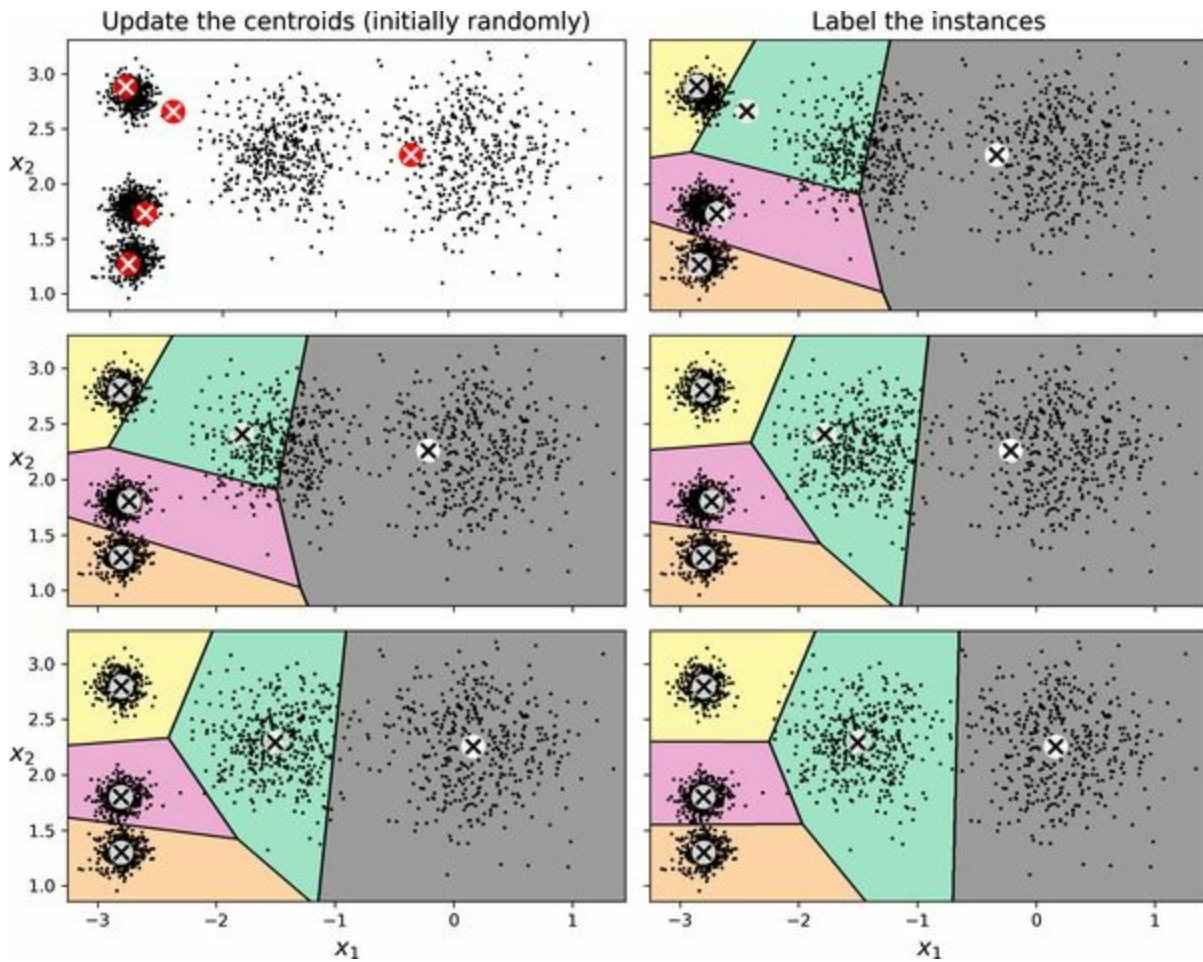 Update the centroids (initially randomly)
Label the instances
3.0
2.5
x2
2.0
1.5
1.0
3.0
2.5
x2
2.0
1.5
1.0
3.0
2.5
x2
2.0
1.5
1.0
−3 −2 −1 0 1
−3 −2 −1 0 1
x1
x1